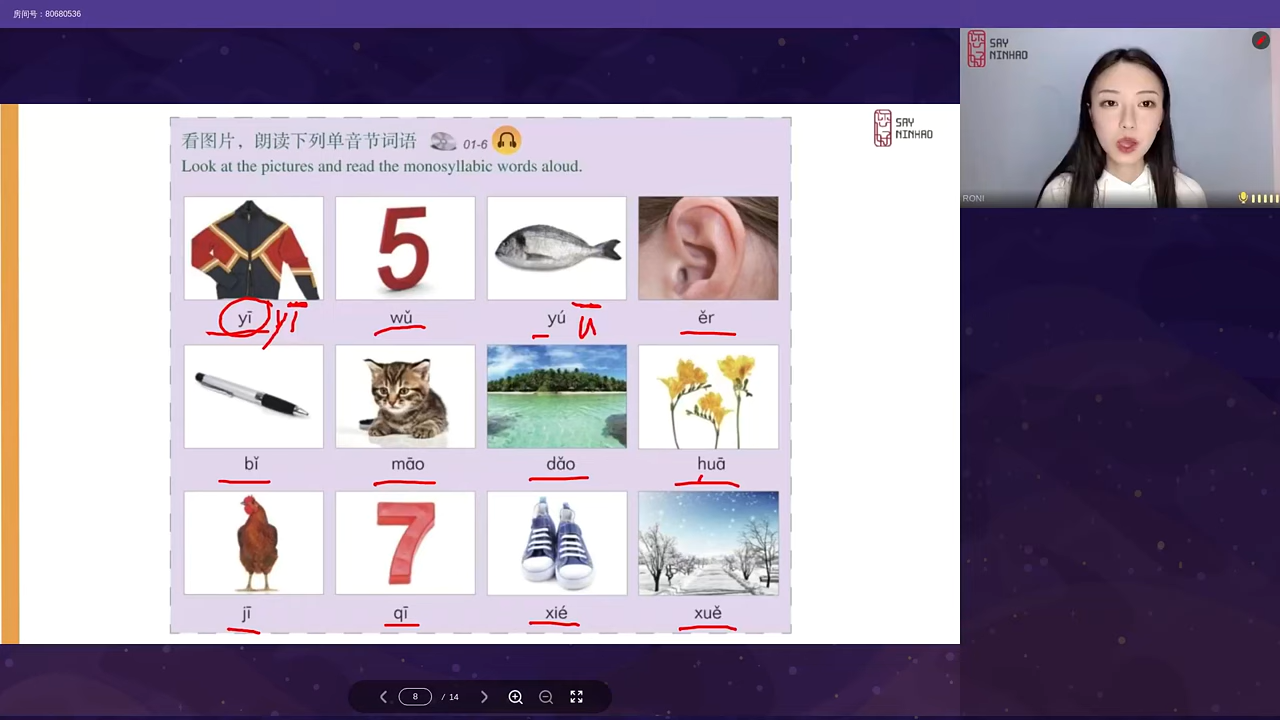 房间号：80680536
SAY
NINHAO
RONI
SAY
NINHAO
看图片，朗读下列单音节词语 01-6
Look at the pictures and read the monosyllabic words aloud.
5
yī yī wǔ yú ū ěr
bǐ māo dǎo huā
7
jī qī xié xuě
8 / 14